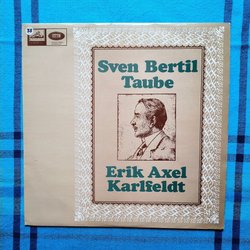 Sven Bertil
Taube
Erik Axel
Karlfeldt